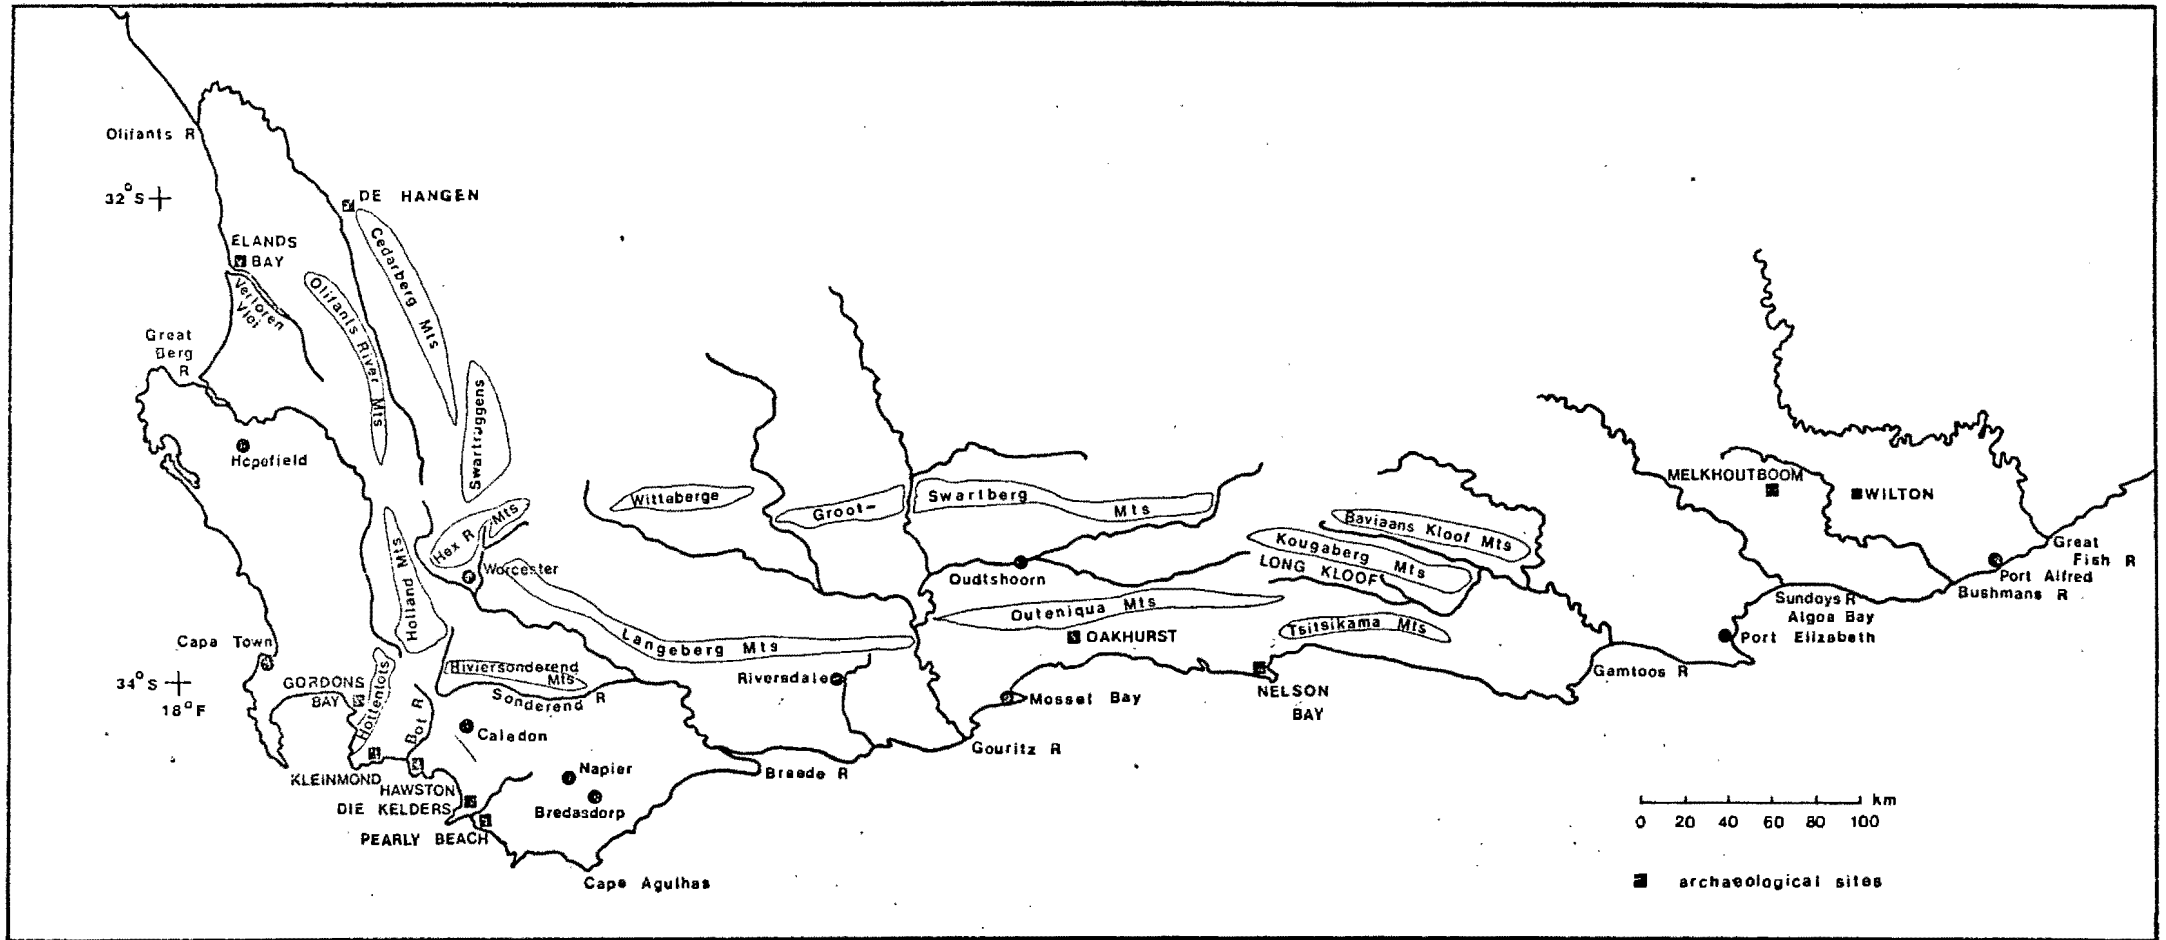 Olifants R
32°S
DE HANGEN
ELANDS
BAY
Cedarberg Mts
Verloren
Vlei
Olifants River Mts
Great
Berg
R
Swartruggens
Hopefield
Wittaberge
Groot-
Swartberg
Mts
MELKHOUTBOOM
WILTON
Hex R
Mts
Baviaans Kloof Mts
Kougaberg Mts
LONG KLOOF
Great
Fish R
Worcester
Oudtshoorn
Port Alfred
Bushmans R
Holland Mts
Outeniqua Mts
Sundays R
Algoa Bay
Capa Town
Langeberg Mts
OAKHURST
Tsitsikama Mts
Port Elizabeth
Riviersonderend
Mts
34°S
18°F
GORDONS
BAY
Hottentots
Bot R
Sonderend R
Riversdale
Mossel Bay
NELSON
BAY
Gamtoos R
Caledon
Gouritz R
KLEINMOND
HAWSTON
Napier
Breede R
DIE KELDERS
Bredasdorp
PEARLY BEACH
Cape Agulhas
km
0 20 40 60 80 100
archaeological sites